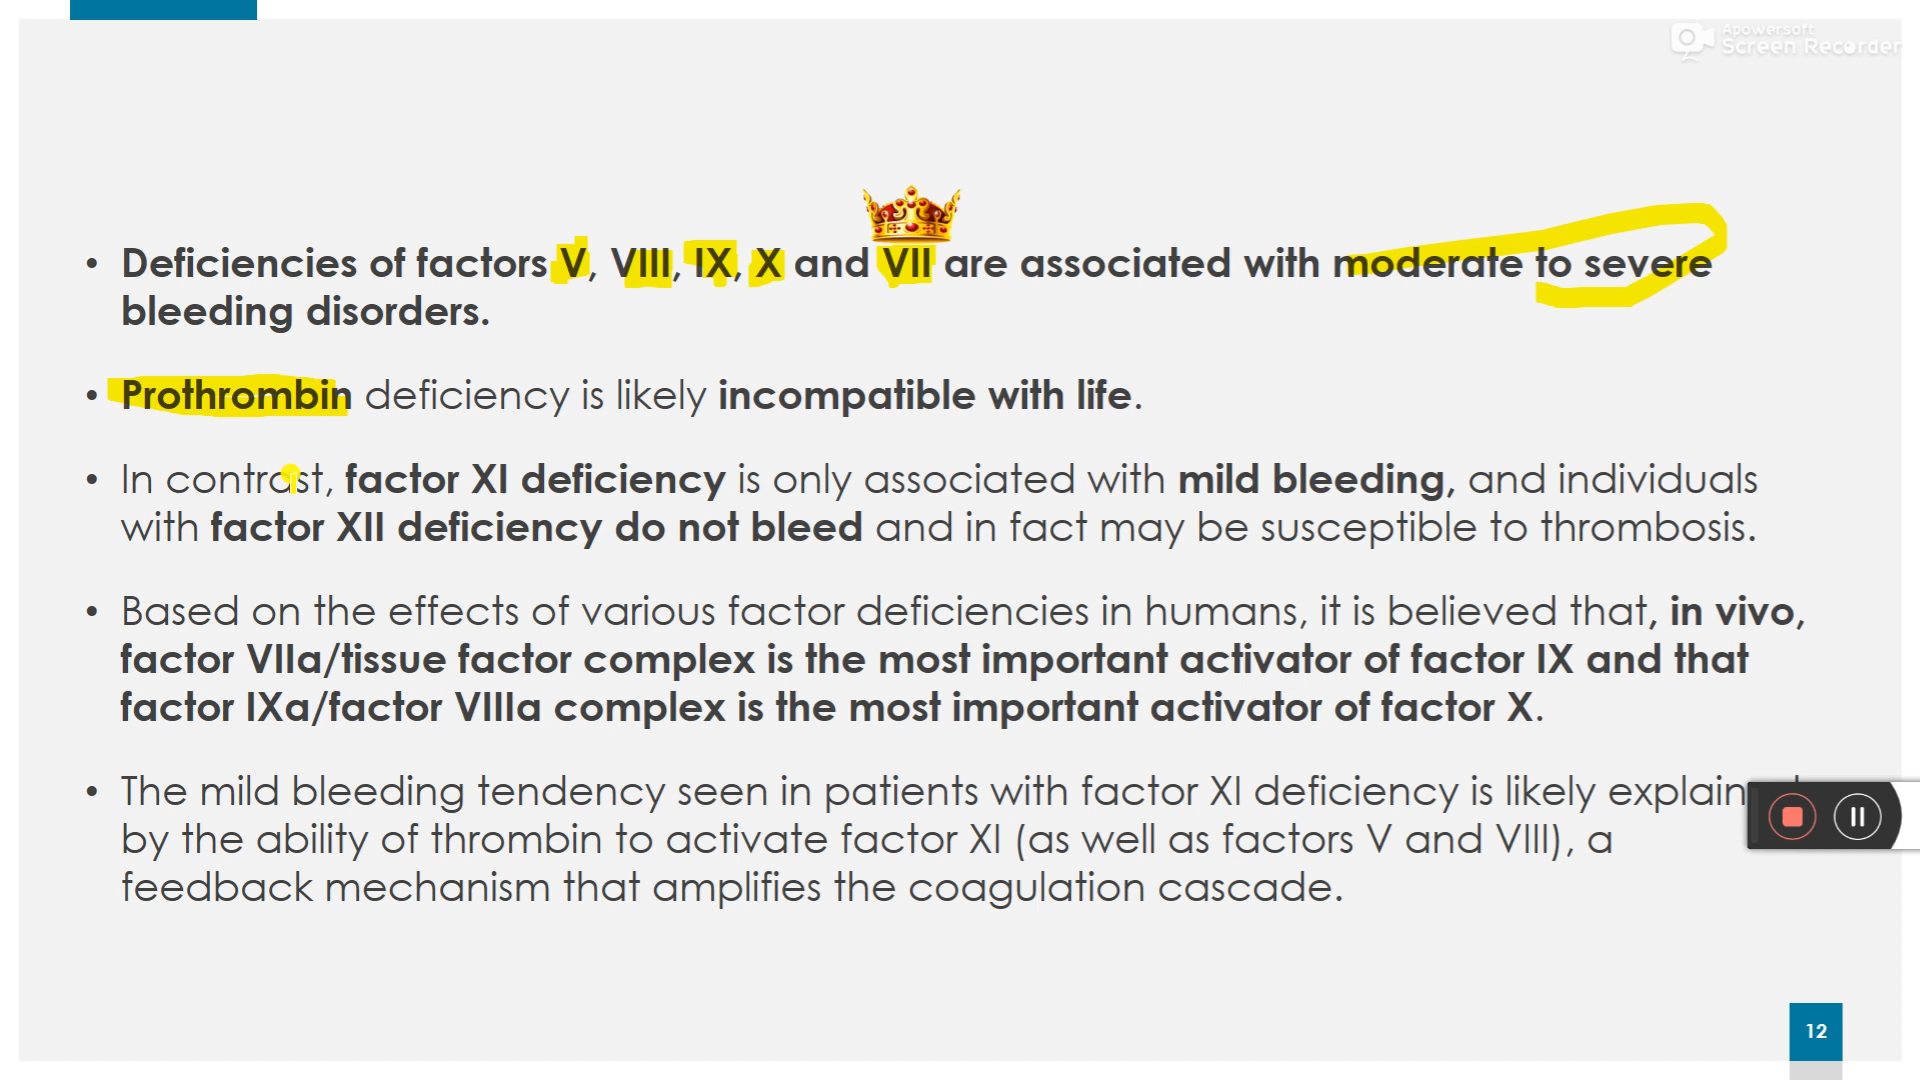 Apowersoft
Screen Recorder
• Deficiencies of factors V, VIII, IX, X and VII are associated with moderate to severe
bleeding disorders.
• Prothrombin deficiency is likely incompatible with life.
• In contrast, factor XI deficiency is only associated with mild bleeding, and individuals
with factor XII deficiency do not bleed and in fact may be susceptible to thrombosis.
• Based on the effects of various factor deficiencies in humans, it is believed that, in vivo,
factor VIIa/tissue factor complex is the most important activator of factor IX and that
factor IXa/factor VIIIa complex is the most important activator of factor X.
• The mild bleeding tendency seen in patients with factor XI deficiency is likely
by the ability of thrombin to activate factor XI (as well as factors V and VIII), a
feedback mechanism that amplifies the coagulation cascade.
12